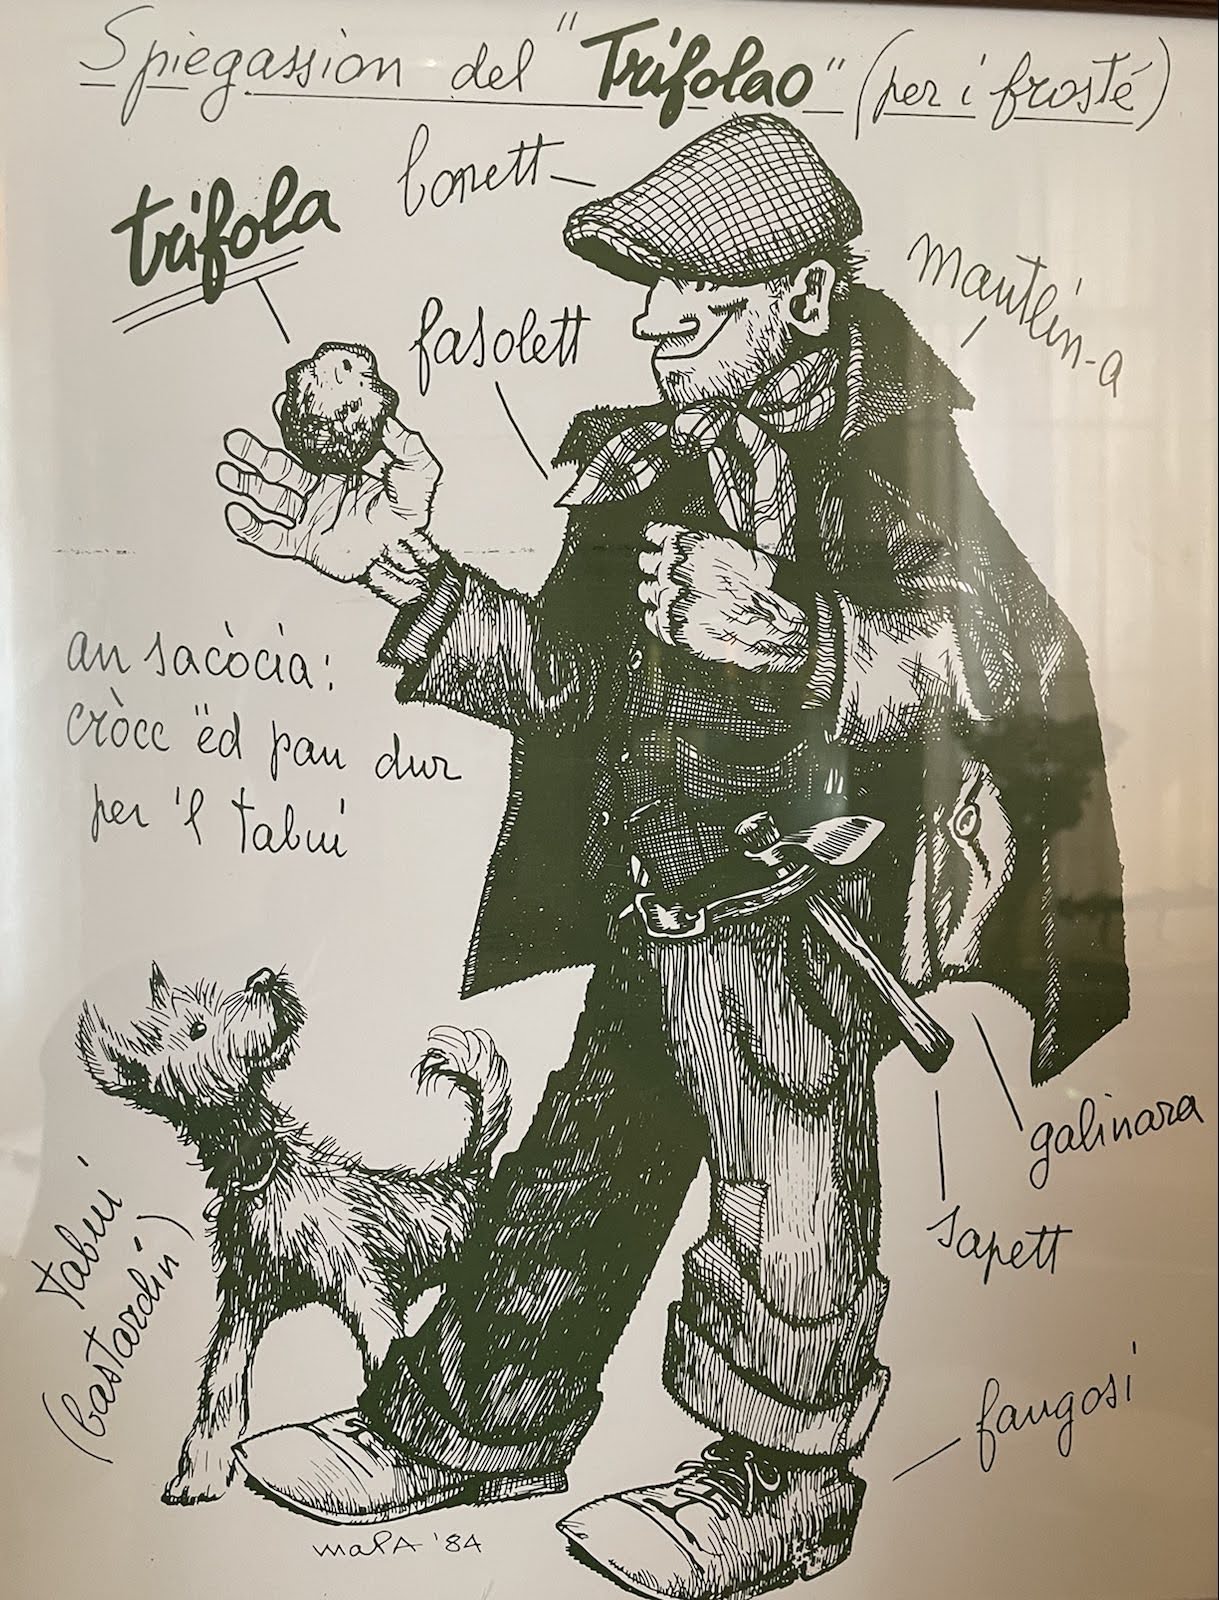 Spiegassion del "Trifolao" (per i frosté)
bonett
trifola
mantlin-a
fasolett
an sacòcia:
cròcc ëd pan dur
per 'l tabui
galinara
sapett
tabui
(bastardin)
fangosi
MAPA '84